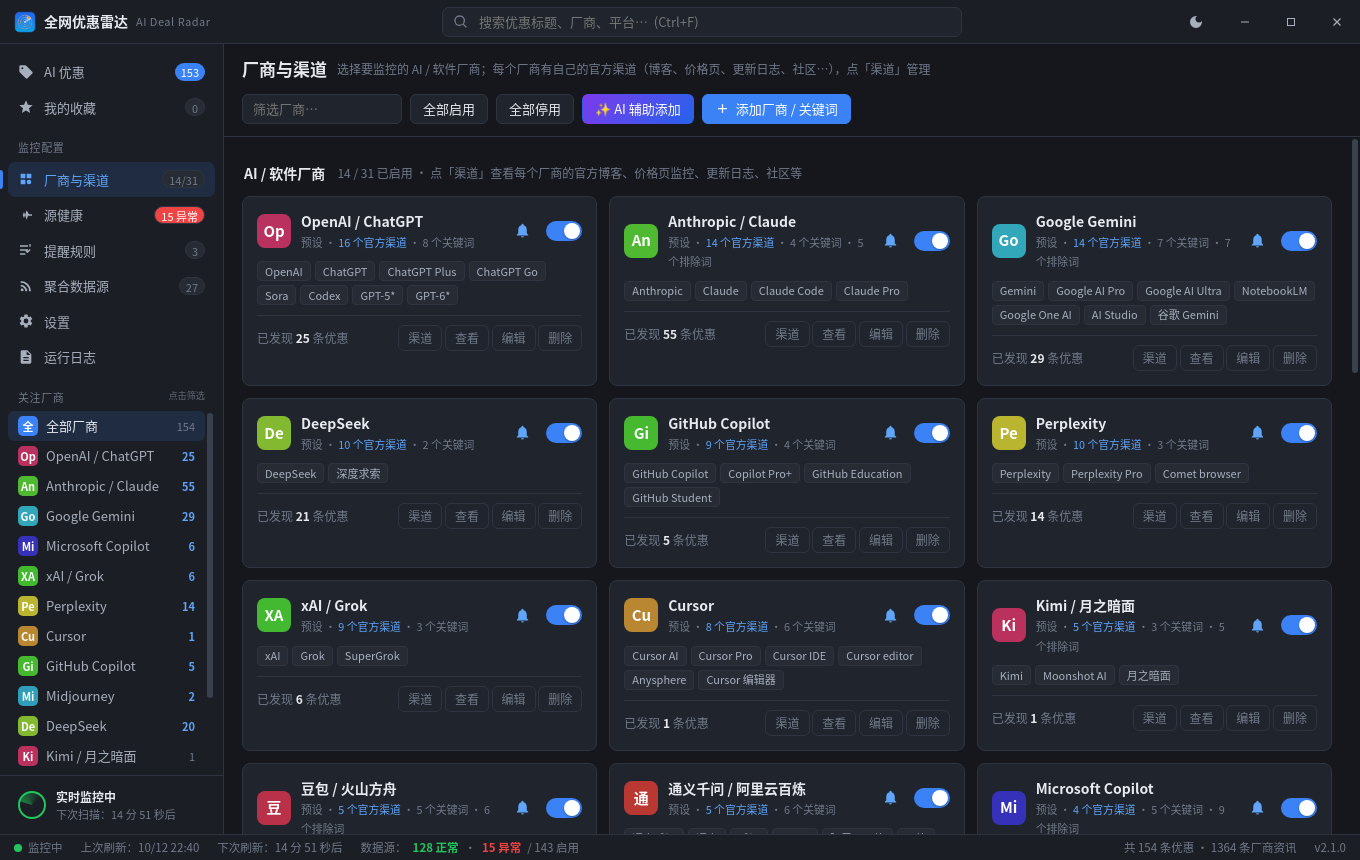 全网优惠雷达 AI Deal Radar
搜索优惠标题、厂商、平台… (Ctrl+F)
AI 优惠 153
我的收藏 0
监控配置
厂商与渠道 14/31
源健康 15 异常
提醒规则 3
聚合数据源 27
设置
运行日志
关注厂商 点击筛选
全 全部厂商 154
Op OpenAI / ChatGPT 25
An Anthropic / Claude 55
Go Google Gemini 29
Mi Microsoft Copilot 6
XA xAI / Grok 6
Pe Perplexity 14
Cu Cursor 1
Gi GitHub Copilot 5
Mi Midjourney 2
De DeepSeek 20
Ki Kimi / 月之暗面 1
实时监控中
下次扫描: 14 分 51 秒后
厂商与渠道 选择要监控的 AI / 软件厂商; 每个厂商有自己的官方渠道（博客、价格页、更新日志、社区…），点「渠道」管理
筛选厂商…
全部启用
全部停用
✨ AI 辅助添加
+ 添加厂商 / 关键词
AI / 软件厂商 14 / 31 已启用 · 点「渠道」查看每个厂商的官方博客、价格页监控、更新日志、社区等
Op OpenAI / ChatGPT
预设 · 16 个官方渠道 · 8 个关键词
OpenAI ChatGPT ChatGPT Plus ChatGPT Go
Sora Codex GPT-5* GPT-6*
已发现 25 条优惠 渠道 查看 编辑 删除
An Anthropic / Claude
预设 · 14 个官方渠道 · 4 个关键词 · 5
个排除词
Anthropic Claude Claude Code Claude Pro
已发现 55 条优惠 渠道 查看 编辑 删除
Go Google Gemini
预设 · 14 个官方渠道 · 7 个关键词 · 7
个排除词
Gemini Google AI Pro Google AI Ultra NotebookLM
Google One AI AI Studio 谷歌 Gemini
已发现 29 条优惠 渠道 查看 编辑 删除
De DeepSeek
预设 · 10 个官方渠道 · 2 个关键词
DeepSeek 深度求索
已发现 21 条优惠 渠道 查看 编辑 删除
Gi GitHub Copilot
预设 · 9 个官方渠道 · 4 个关键词
GitHub Copilot Copilot Pro+ GitHub Education
GitHub Student
已发现 5 条优惠 渠道 查看 编辑 删除
Pe Perplexity
预设 · 10 个官方渠道 · 3 个关键词
Perplexity Perplexity Pro Comet browser
已发现 14 条优惠 渠道 查看 编辑 删除
XA xAI / Grok
预设 · 9 个官方渠道 · 3 个关键词
xAI Grok SuperGrok
已发现 6 条优惠 渠道 查看 编辑 删除
Cu Cursor
预设 · 8 个官方渠道 · 6 个关键词
Cursor AI Cursor Pro Cursor IDE Cursor editor
Anysphere Cursor 编辑器
已发现 1 条优惠 渠道 查看 编辑 删除
Ki Kimi / 月之暗面
预设 · 5 个官方渠道 · 3 个关键词 · 5
个排除词
Kimi Moonshot AI 月之暗面
已发现 1 条优惠 渠道 查看 编辑 删除
豆 豆包 / 火山方舟
预设 · 5 个官方渠道 · 5 个关键词 · 6
个排除词
通 通义千问 / 阿里云百炼
预设 · 5 个官方渠道 · 6 个关键词
Mi Microsoft Copilot
预设 · 4 个官方渠道 · 5 个关键词 · 9
个排除词
监控中 上次刷新: 10/12 22:40 下次刷新: 14 分 51 秒后 数据源: 128 正常 · 15 异常 / 143 启用 共 154 条优惠 · 1364 条厂商资讯 v2.1.0